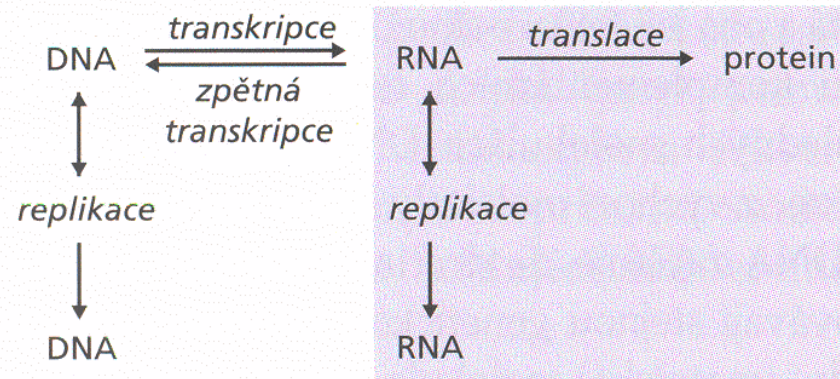 transkripce
DNA RNA translace protein
zpětná
transkripce
replikace replikace
DNA RNA